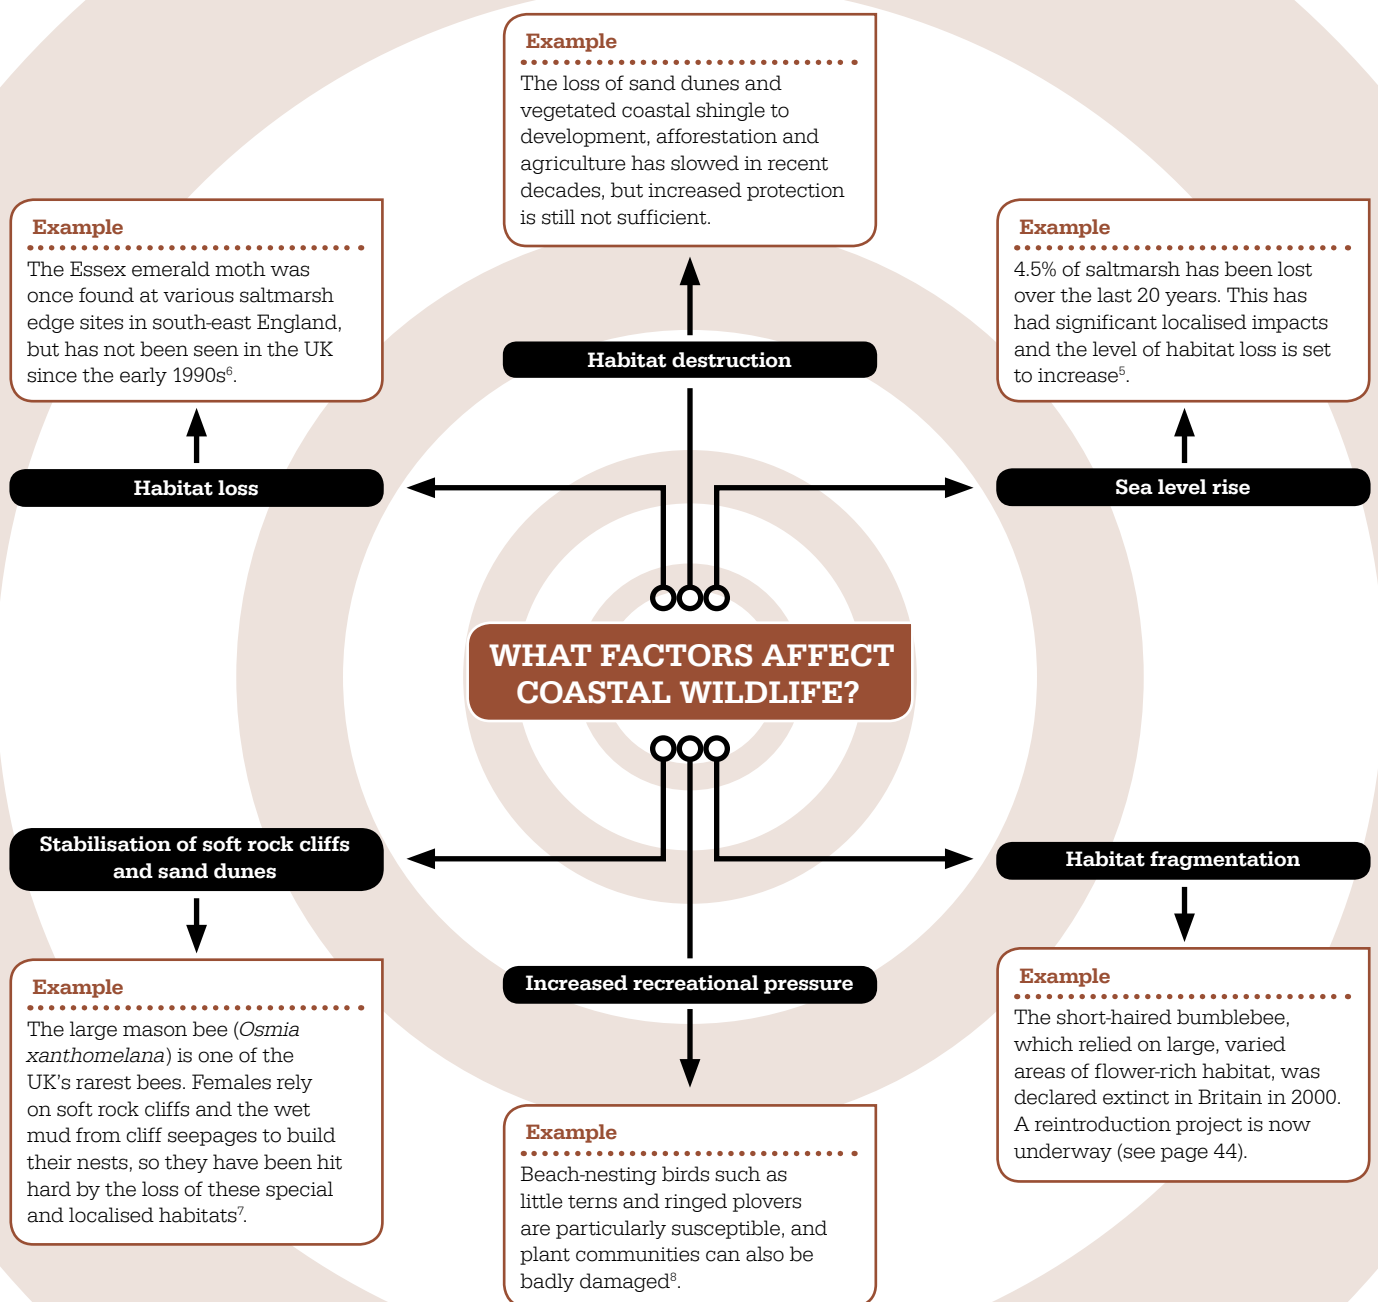 Example
The loss of sand dunes and
vegetated coastal shingle to
development, afforestation and
agriculture has slowed in recent
decades, but increased protection
is still not sufficient.
Example
The Essex emerald moth was
once found at various saltmarsh
edge sites in south-east England,
but has not been seen in the UK
since the early 1990s⁶.
Example
4.5% of saltmarsh has been lost
over the last 20 years. This has
had significant localised impacts
and the level of habitat loss is set
to increase⁵.
Habitat destruction
Habitat loss
Sea level rise
WHAT FACTORS AFFECT
COASTAL WILDLIFE?
Stabilisation of soft rock cliffs
and sand dunes
Habitat fragmentation
Increased recreational pressure
Example
The large mason bee (Osmia
xanthomelana) is one of the
UK's rarest bees. Females rely
on soft rock cliffs and the wet
mud from cliff seepages to build
their nests, so they have been hit
hard by the loss of these special
and localised habitats⁷.
Example
Beach-nesting birds such as
little terns and ringed plovers
are particularly susceptible, and
plant communities can also be
badly damaged⁸.
Example
The short-haired bumblebee,
which relied on large, varied
areas of flower-rich habitat, was
declared extinct in Britain in 2000.
A reintroduction project is now
underway (see page 44).